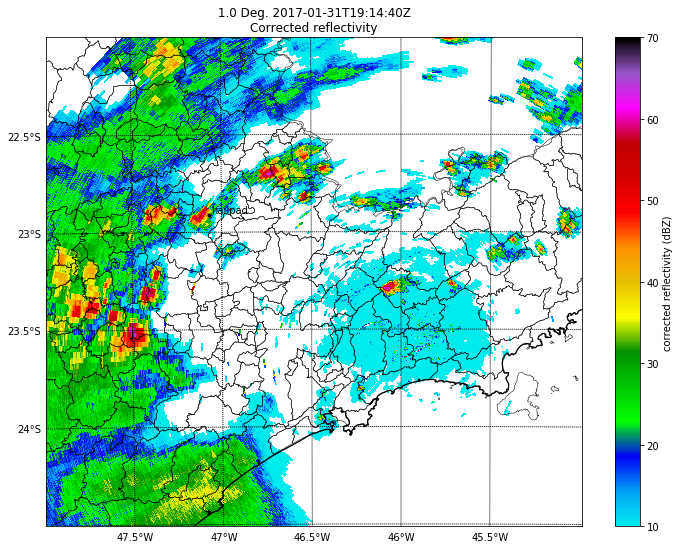 1.0 Deg. 2017-01-31T19:14:40Z
Corrected reflectivity
22.5°S
23°S
23.5°S
24°S
47.5°W
47°W
46.5°W
46°W
45.5°W
70
60
50
40
30
20
10
corrected reflectivity (dBZ)